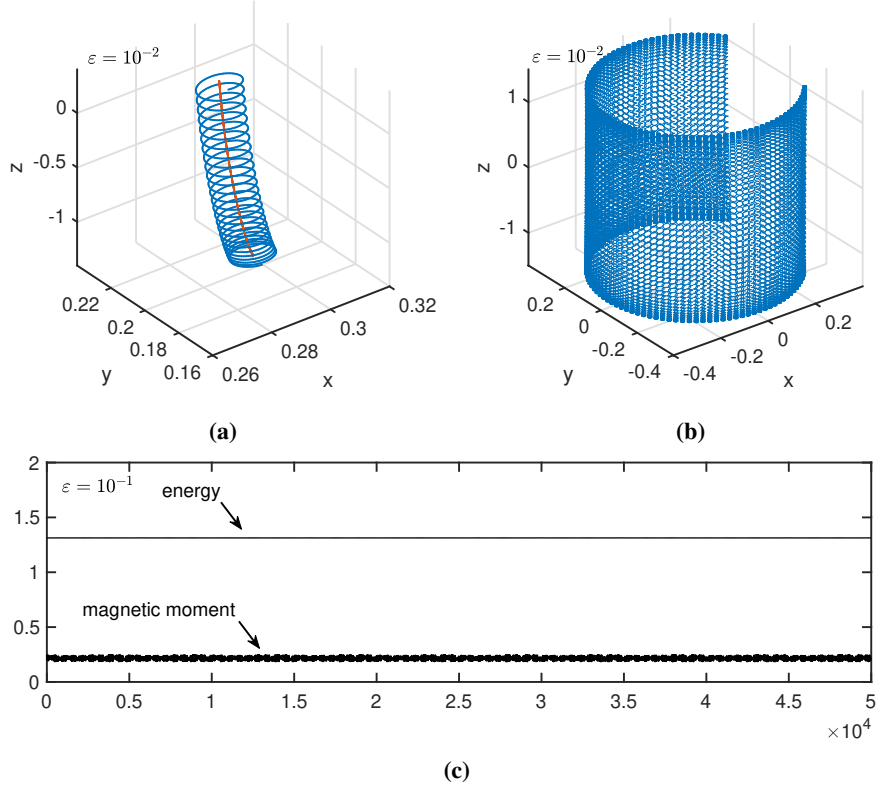 ε = 10⁻²
0
-0.5
-1
z
0.22
0.2
0.18
0.16
y
0.26
0.28
0.3
0.32
x
(a)
ε = 10⁻²
1
0
-1
z
0.2
0
-0.2
-0.4
y
-0.4
-0.2
0
0.2
x
(b)
2
1.5
1
0.5
0
ε = 10⁻¹
energy
magnetic moment
0 0.5 1 1.5 2 2.5 3 3.5 4 4.5 5
×10⁴
(c)